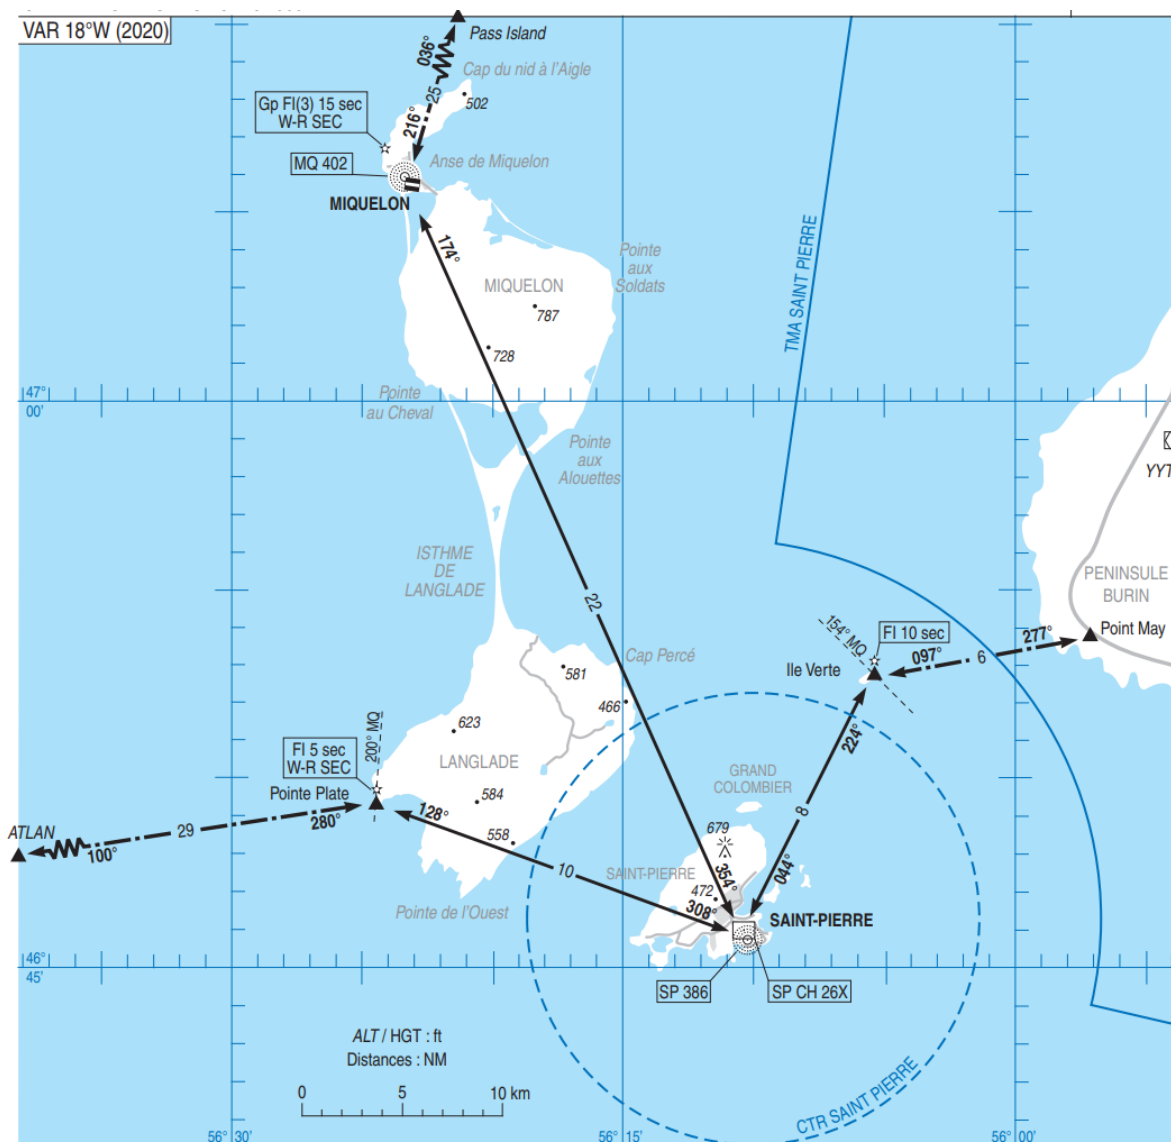 VAR 18°W (2020)
Pass Island
036°
25
216°
Cap du nid à l'Aigle
502
Gp Fl(3) 15 sec
W-R SEC
MQ 402
Anse de Miquelon
MIQUELON
174°
Pointe
aux
Soldats
MIQUELON
787
728
TMA SAINT PIERRE
47°
00'
Pointe
au Cheval
Pointe
aux
Alouettes
YYT
ISTHME
DE
LANGLADE
22
PENINSULE
BURIN
Point May
277°
6
097°
154° MQ
Fl 10 sec
Ile Verte
224°
8
044°
Cap Percé
581
466
623
LANGLADE
200° MQ
Fl 5 sec
W-R SEC
Pointe Plate
584
558
128°
10
308°
280°
29
100°
ATLAN
GRAND
COLOMBIER
679
354°
SAINT-PIERRE
472
SAINT-PIERRE
Pointe de l'Ouest
46°
45'
SP 386
SP CH 26X
ALT / HGT : ft
Distances : NM
0 5 10 km
CTR SAINT PIERRE
56° 30'
56° 15'
56° 00'